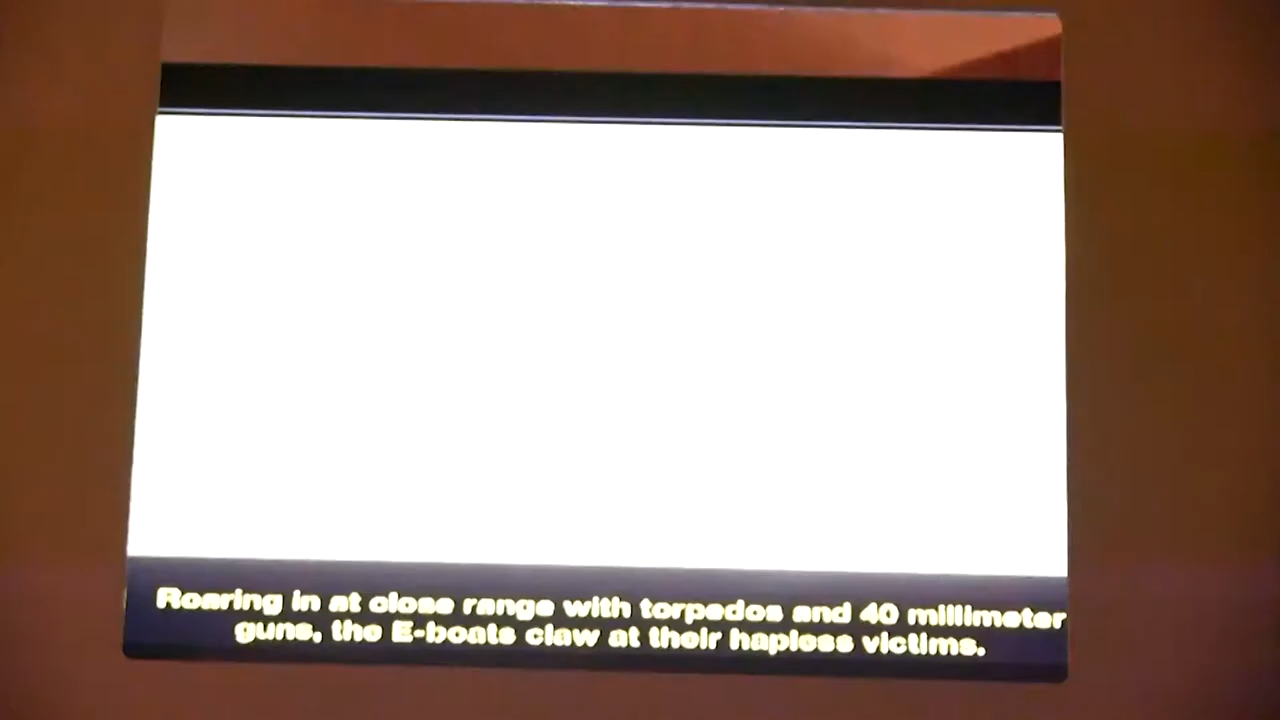 Roaring in at close range with torpedos and 40 millimeter
guns, the E-boats claw at their hapless victims.